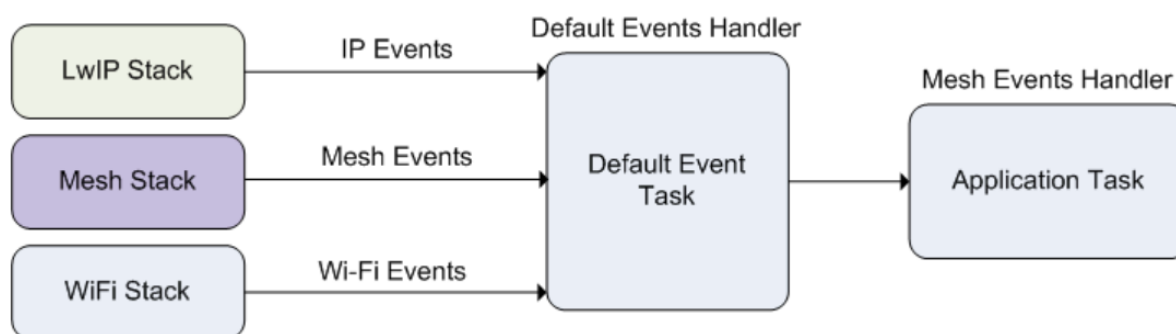 Default Events Handler
LwIP Stack
IP Events
Mesh Events Handler
Mesh Stack
Mesh Events
Default Event
Task
Application Task
WiFi Stack
Wi-Fi Events